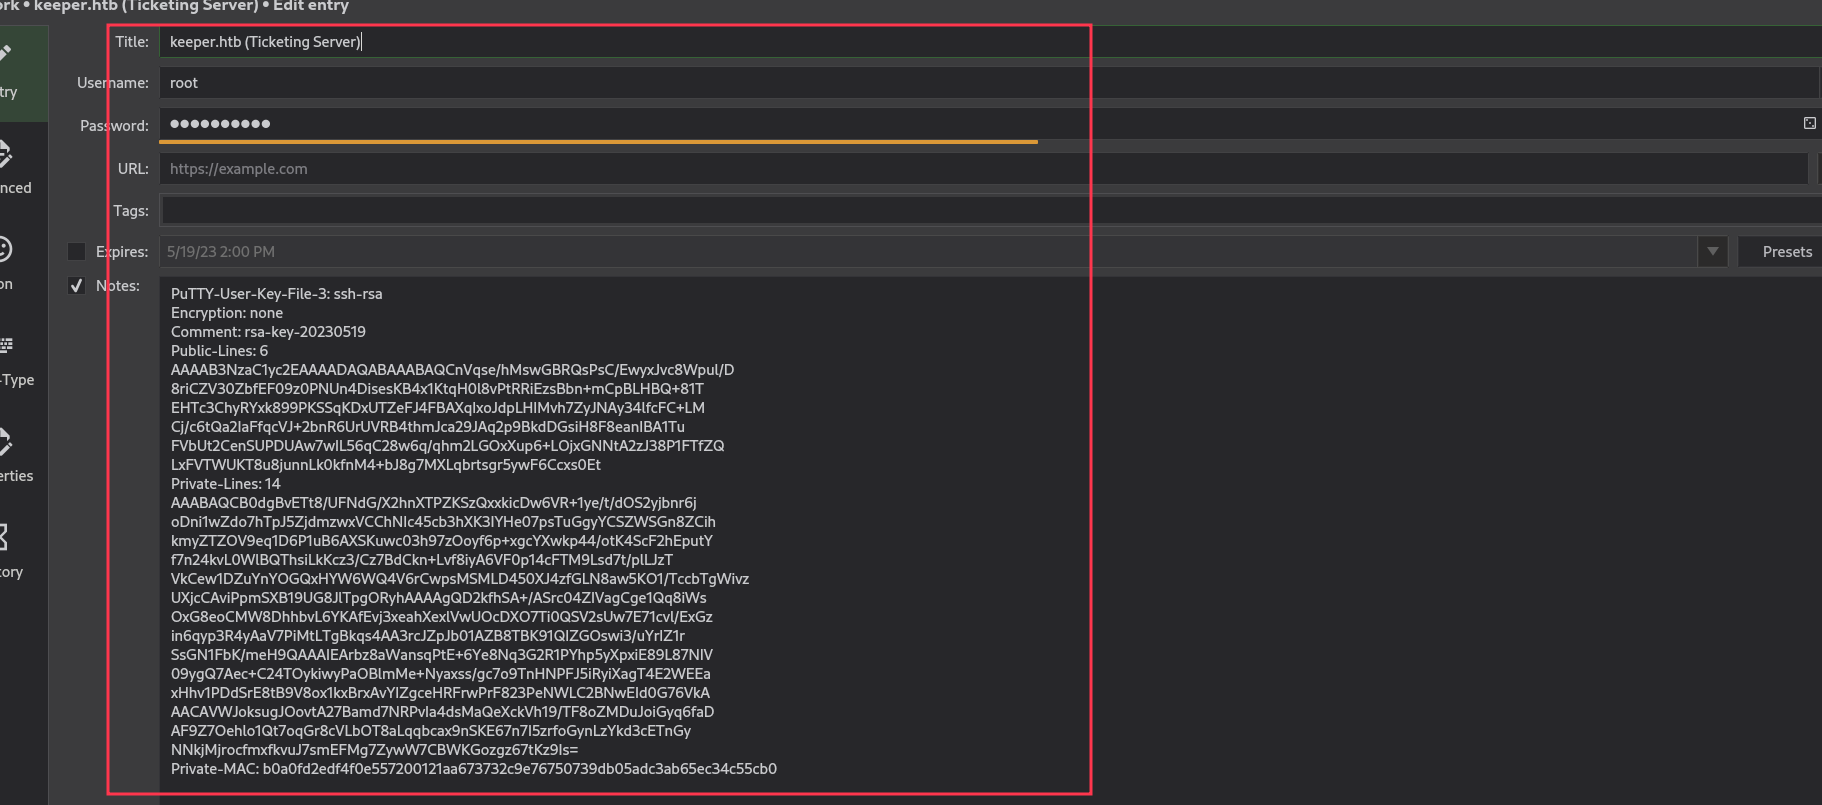 ork • keeper.htb (Ticketing Server) • Edit entry
Title: keeper.htb (Ticketing Server)
try
Username: root
Password: ●●●●●●●●●●
URL: https://example.com
nced
Tags:
Expires: 5/19/23 2:00 PM Presets
on
Notes:
PuTTY-User-Key-File-3: ssh-rsa
Encryption: none
Comment: rsa-key-20230519
Public-Lines: 6
AAAAB3NzaC1yc2EAAAADAQABAAABAQCnVqse/hMswGBRQsPsC/EwyxJvc8Wpul/D
-Type
8riCZV30ZbfEF09z0PNUn4DisesKB4x1KtqH0l8vPtRRiEzsBbn+mCpBLHBQ+81T
EHTc3ChyRYxk899PKSSqKDxUTZeFJ4FBAXqIxoJdpLHIMvh7ZyJNAy34lfcFC+LM
Cj/c6tQa2IaFfqcVJ+2bnR6UrUVRB4thmJca29JAq2p9BkdDGsiH8F8eanIBA1Tu
FVbUt2CenSUPDUAw7wIL56qC28w6q/qhm2LGOxXup6+LOjxGNNtA2zJ38P1FTfZQ
LxFVTWUKT8u8junnLk0kfnM4+bJ8g7MXLqbrtsgr5ywF6Ccxs0Et
erties
Private-Lines: 14
AAABAQCB0dgBvETt8/UFNdG/X2hnXTPZKSzQxxkicDw6VR+1ye/t/dOS2yjbnr6j
oDni1wZdo7hTpJ5ZjdmzwxVCChNIc45cb3hXK3IYHe07psTuGgyYCSZWSGn8ZCih
kmyZTZOV9eq1D6P1uB6AXSKuwc03h97zOoyf6p+xgcYXwkp44/otK4ScF2hEputY
f7n24kvL0WlBQThsiLkKcz3/Cz7BdCkn+Lvf8iyA6VF0p14cFTM9Lsd7t/plLJzT
tory
VkCew1DZuYnYOGQxHYW6WQ4V6rCwpsMSMLD450XJ4zfGLN8aw5KO1/TccbTgWivz
UXjcCAviPpmSXB19UG8JlTpgORyhAAAAgQD2kfhSA+/ASrc04ZIVagCge1Qq8iWs
OxG8eoCMW8DhhbvL6YKAfEvj3xeahXexlVwUOcDXO7Ti0QSV2sUw7E71cvl/ExGz
in6qyp3R4yAaV7PiMtLTgBkqs4AA3rcJZpJb01AZB8TBK91QIZGOswi3/uYrIZ1r
SsGN1FbK/meH9QAAAIEArbz8aWansqPtE+6Ye8Nq3G2R1PYhp5yXpxiE89L87NIV
09ygQ7Aec+C24TOykiwyPaOBlmMe+Nyaxss/gc7o9TnHNPFJ5iRyiXagT4E2WEEa
xHhv1PDdSrE8tB9V8ox1kxBrxAvYIZgceHRFrwPrF823PeNWLC2BNwEId0G76VkA
AACAVWJoksugJOovtA27Bamd7NRPvIa4dsMaQeXckVh19/TF8oZMDuJoiGyq6faD
AF9Z7Oehlo1Qt7oqGr8cVLbOT8aLqqbcax9nSKE67n7I5zrfoGynLzYkd3cETnGy
NNkjMjrocfmxfkvuJ7smEFMg7ZywW7CBWKGozgz67tKz9Is=
Private-MAC: b0a0fd2edf4f0e557200121aa673732c9e76750739db05adc3ab65ec34c55cb0